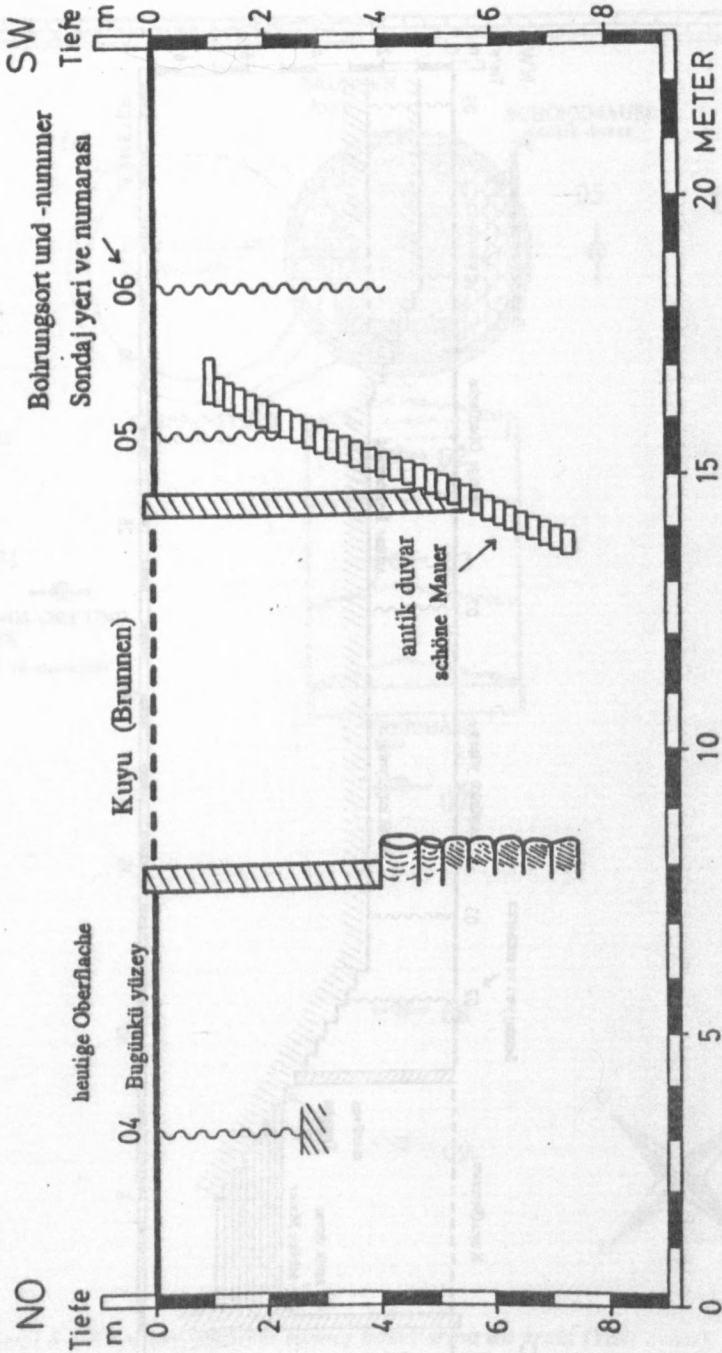 NO
SW
Tiefe
m
Tiefe
m
Bohrungsort und -nummer
Sondaj yeri ve numarası
heutige Oberflache
Bugünkü yüzey
Kuyu (Brunnen)
04
05
06
0
2
4
6
8
0
2
4
6
8
antik duvar
schöne Mauer
0
5
10
15
20
METER